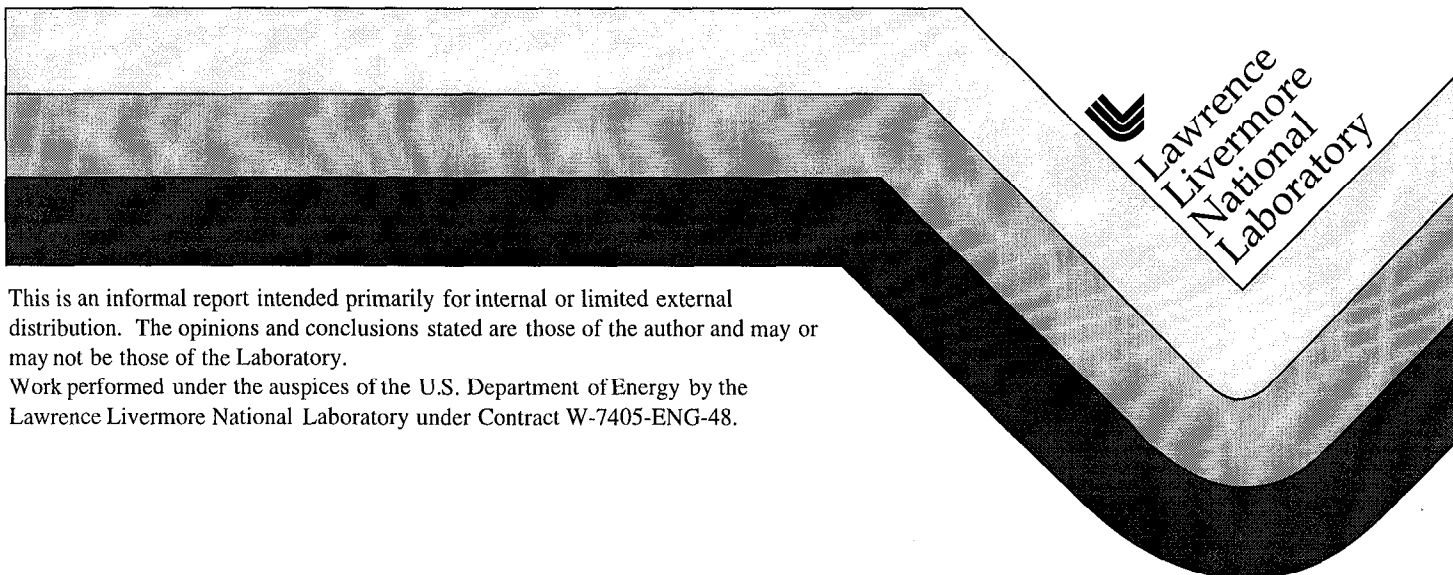 Lawrence
Livermore
National
Laboratory
This is an informal report intended primarily for internal or limited external
distribution. The opinions and conclusions stated are those of the author and may or
may not be those of the Laboratory.
Work performed under the auspices of the U.S. Department of Energy by the
Lawrence Livermore National Laboratory under Contract W-7405-ENG-48.